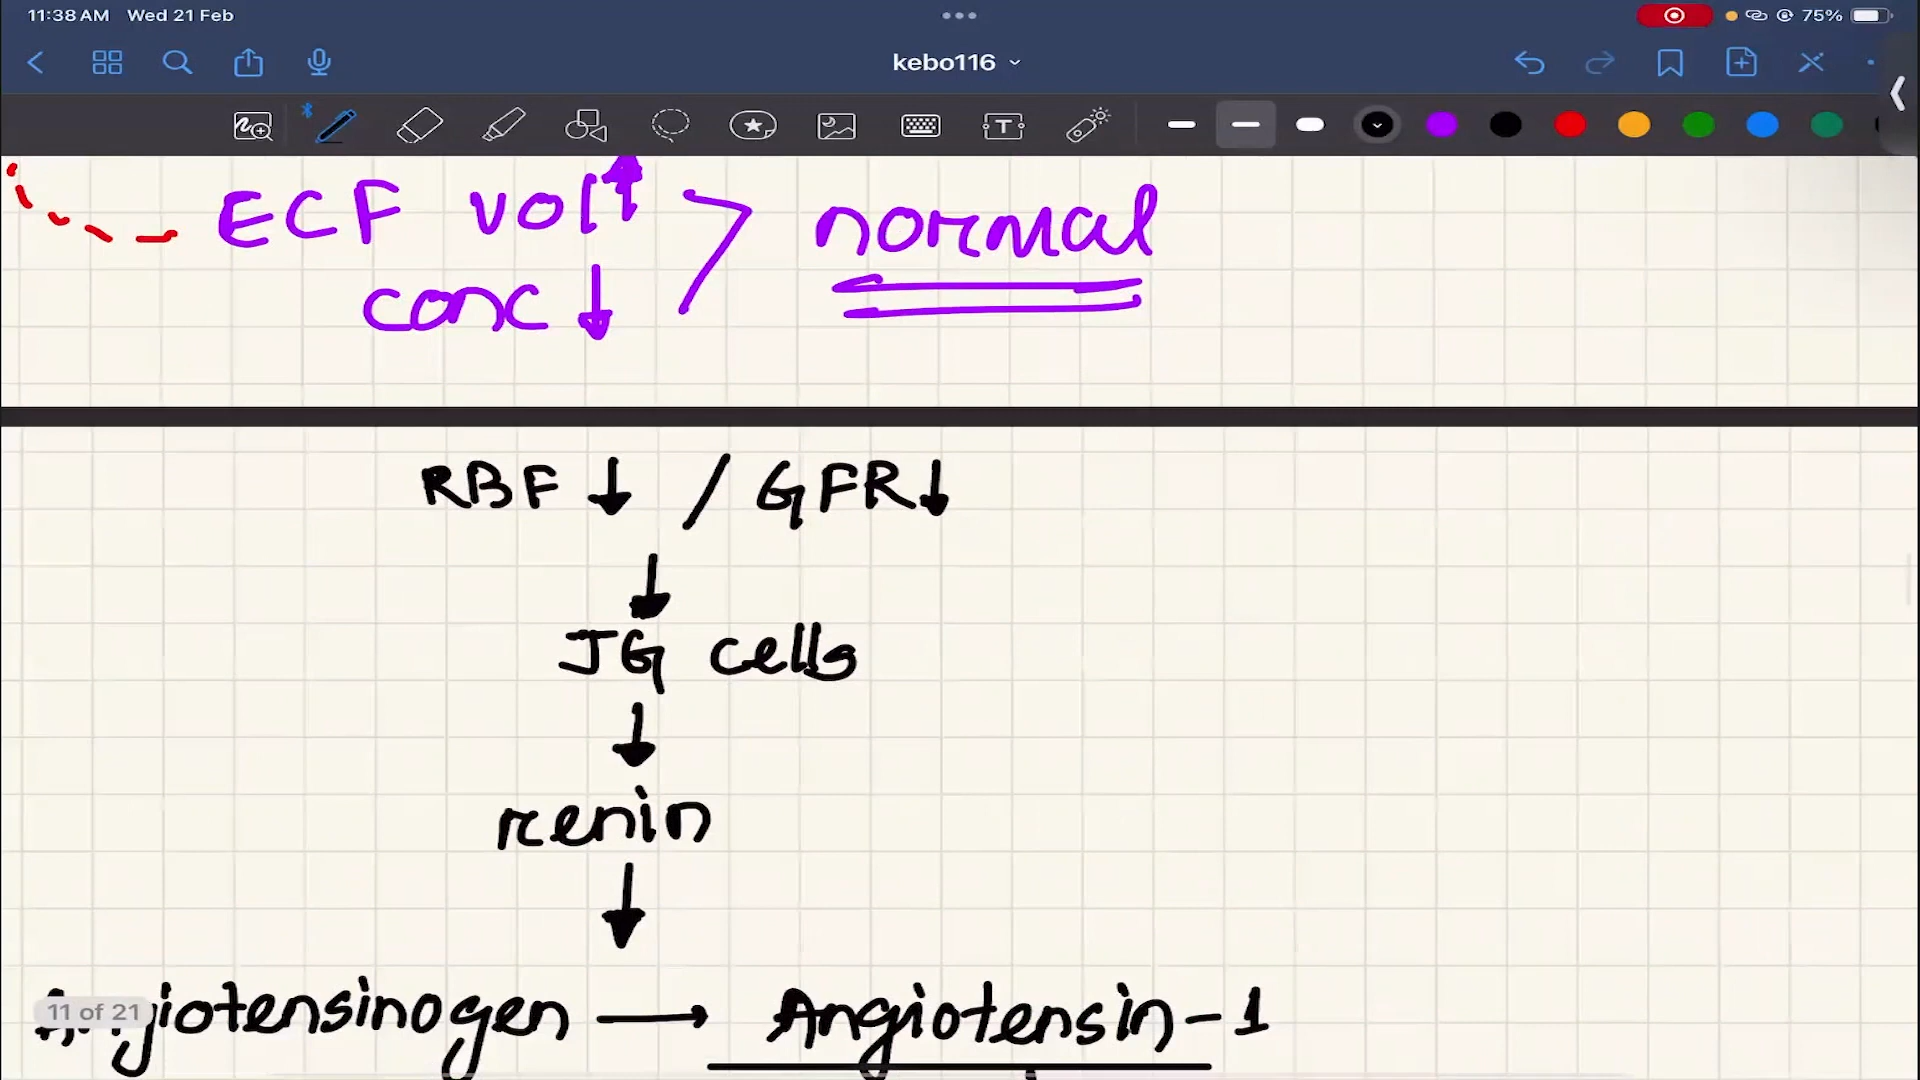 11:38 AM Wed 21 Feb
75%
kebo116
T
ECF vol↑
conc ↓
> normal
RBF ↓ / GFR↓
↓
JG cells
↓
renin
↓
Angiotensinogen → Angiotensin-1
11 of 21